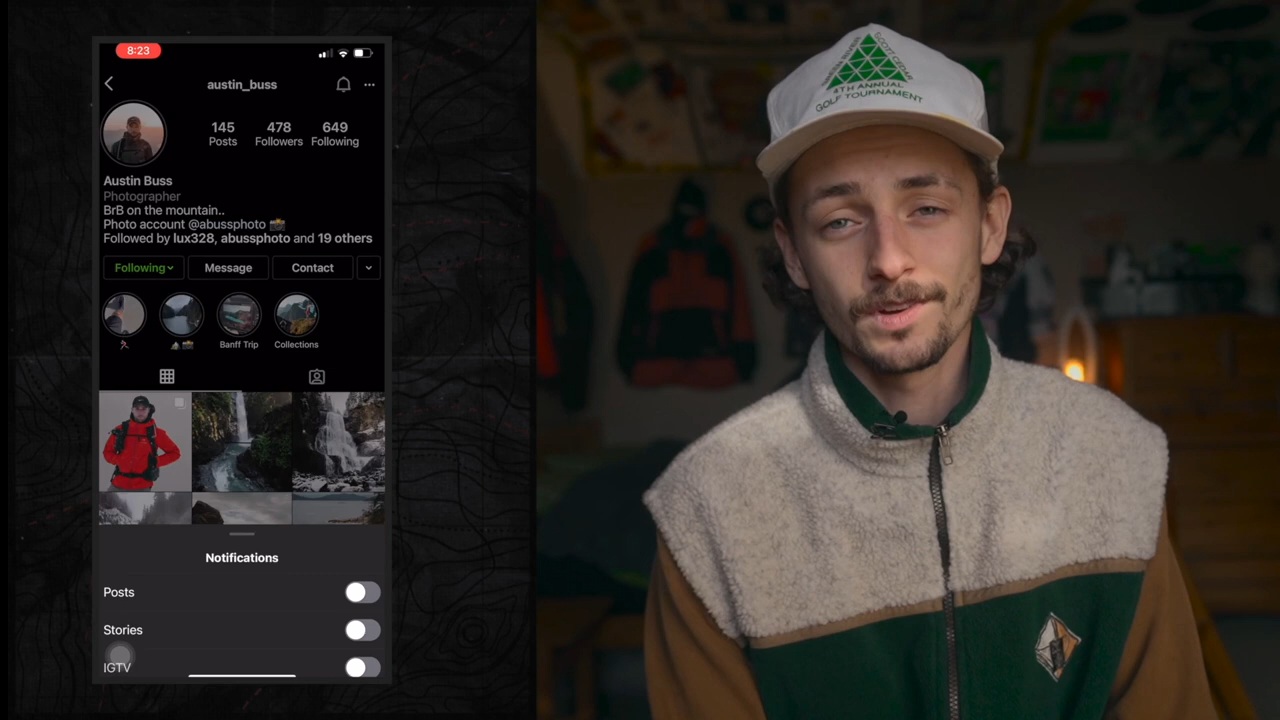 8:23
austin_buss
145 478 649
Posts Followers Following
Austin Buss
Photographer
BrB on the mountain..
Photo account @abussphoto 📸
Followed by lux328, abussphoto and 19 others
Following Message Contact
Banff Trip Collections
Notifications
Posts
Stories
IGTV
4TH ANNUAL
GOLF TOURNAMENT